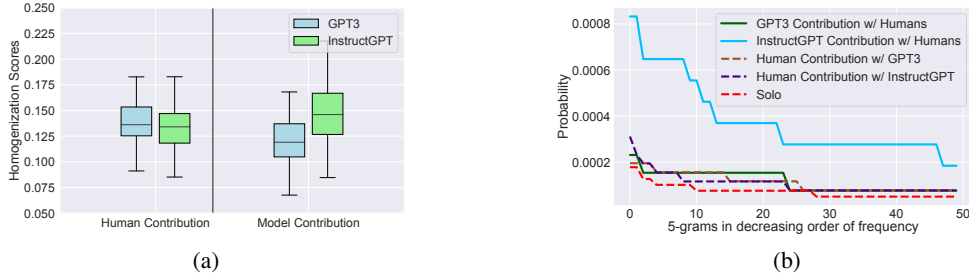 0.250
0.225
0.200
0.175
0.150
0.125
0.100
0.075
0.050
Homogenization Scores
GPT3
InstructGPT
Human Contribution
Model Contribution
(a)
0.0008
0.0006
0.0004
0.0002
Probability
GPT3 Contribution w/ Humans
InstructGPT Contribution w/ Humans
Human Contribution w/ GPT3
Human Contribution w/ InstructGPT
Solo
0 10 20 30 40 50
5-grams in decreasing order of frequency
(b)